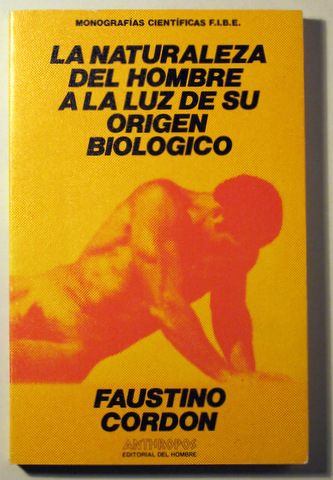 MONOGRAFÍAS CIENTÍFICAS F.I.B.E.
LA NATURALEZA
DEL HOMBRE
A LA LUZ DE SU
ORIGEN
BIOLOGICO
FAUSTINO
CORDON
ANTHROPOS
EDITORIAL DEL HOMBRE